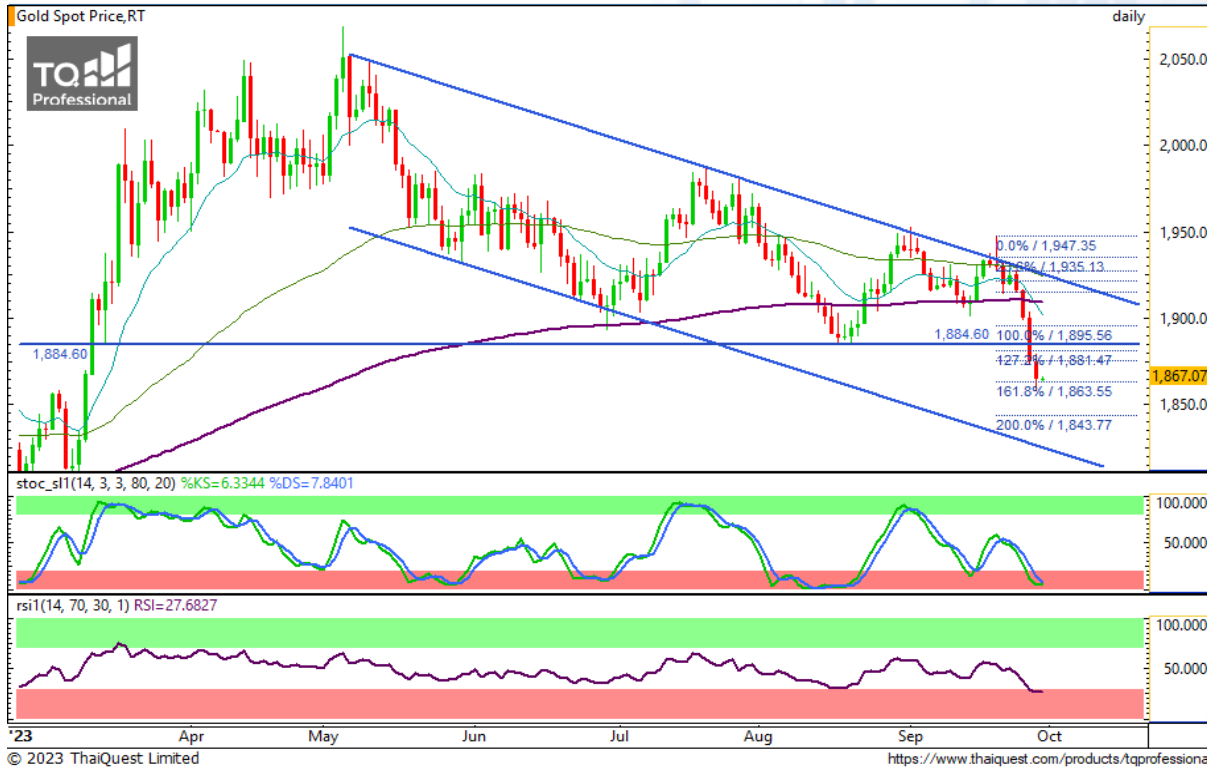 Gold Spot Price,RT
daily
TQ
Professional
2,050.0
2,000.0
1,950.0
0.0% / 1,947.35
1,935.13
1,900.0
1,884.60
1,884.60
100.0% / 1,895.56
127.2% / 1,881.47
1,867.07
161.8% / 1,863.55
1,850.0
200.0% / 1,843.77
stoc_sl1(14, 3, 3, 80, 20) %KS=6.3344 %DS=7.8401
100.000
50.000
rsi1(14, 70, 30, 1) RSI=27.6827
100.000
50.000
'23 Apr May Jun Jul Aug Sep Oct
© 2023 ThaiQuest Limited
https://www.thaiquest.com/products/tqprofessiona